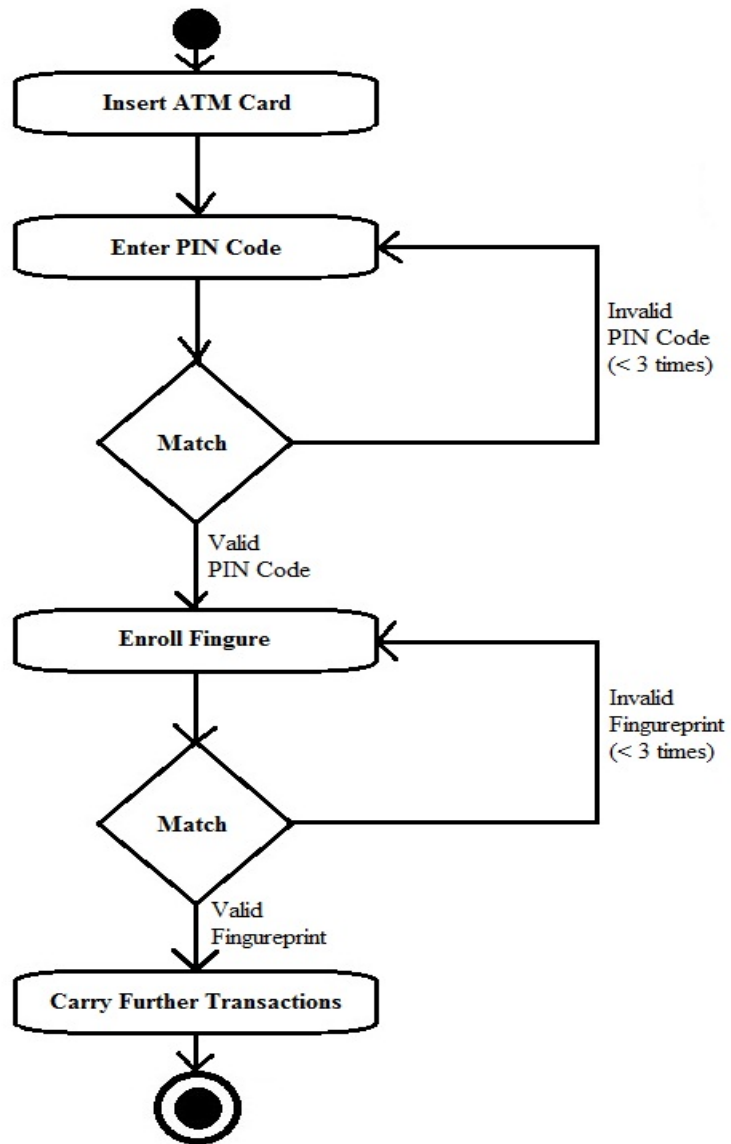 Insert ATM Card
Enter PIN Code
Invalid
PIN Code
(< 3 times)
Match
Valid
PIN Code
Enroll Fingure
Invalid
Fingureprint
(< 3 times)
Match
Valid
Fingureprint
Carry Further Transactions